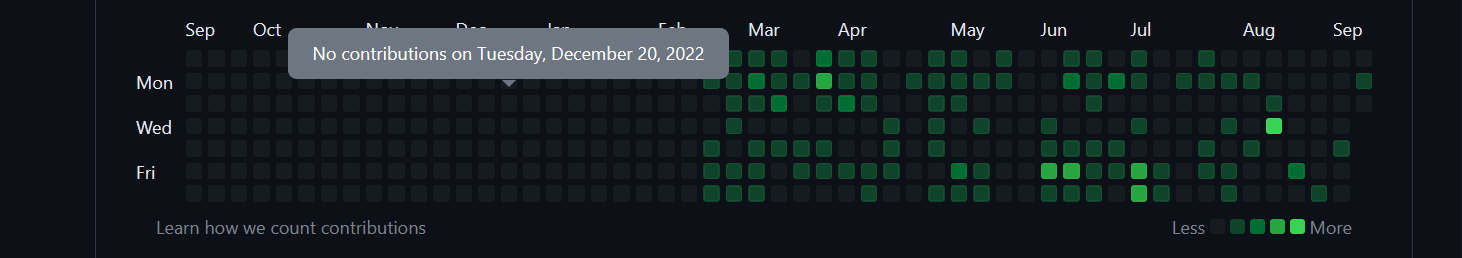 Sep Oct Nov Dec Jan Feb Mar Apr May Jun Jul Aug Sep
No contributions on Tuesday, December 20, 2022
Mon
Wed
Fri
Learn how we count contributions Less More